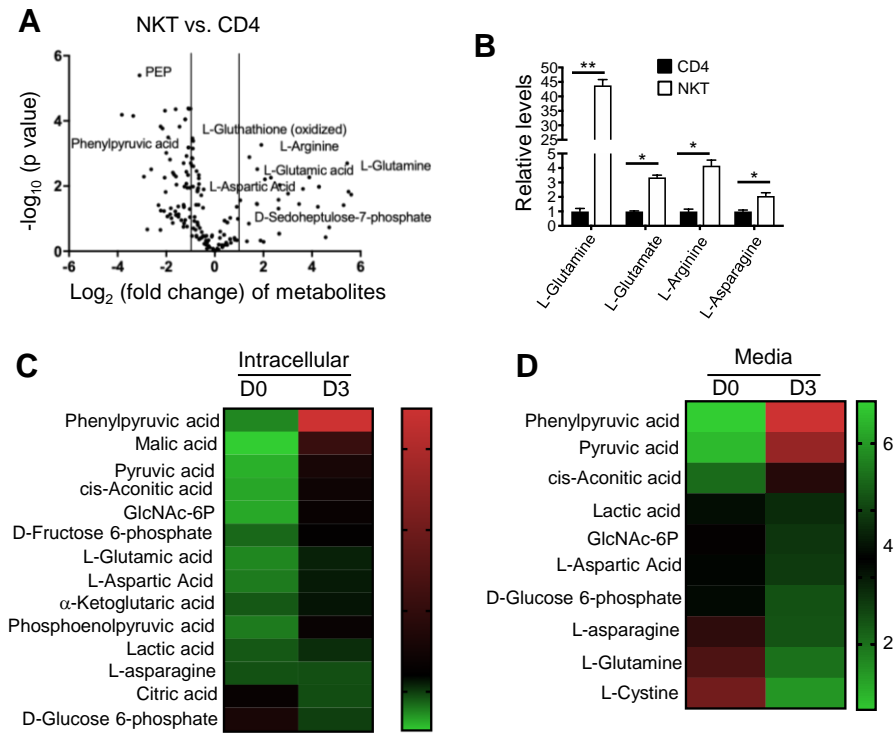 A
NKT vs. CD4
-log10 (p value)
6
4
2
0
PEP
Phenylpyruvic acid
L-Gluthathione (oxidized)
L-Arginine
L-Glutamic acid
L-Glutamine
L-Aspartic Acid
D-Sedoheptulose-7-phosphate
-6 -4 -2 0 2 4 6
Log2 (fold change) of metabolites
B
Relative levels
50
45
40
35
30
25
5
4
3
2
1
0
**
*
*
*
CD4
NKT
L-Glutamine
L-Glutamate
L-Arginine
L-Asparagine
C
Intracellular
D0 D3
Phenylpyruvic acid
Malic acid
Pyruvic acid
cis-Aconitic acid
GlcNAc-6P
D-Fructose 6-phosphate
L-Glutamic acid
L-Aspartic Acid
α-Ketoglutaric acid
Phosphoenolpyruvic acid
Lactic acid
L-asparagine
Citric acid
D-Glucose 6-phosphate
D
Media
D0 D3
Phenylpyruvic acid
Pyruvic acid
cis-Aconitic acid
Lactic acid
GlcNAc-6P
L-Aspartic Acid
D-Glucose 6-phosphate
L-asparagine
L-Glutamine
L-Cystine
6
4
2